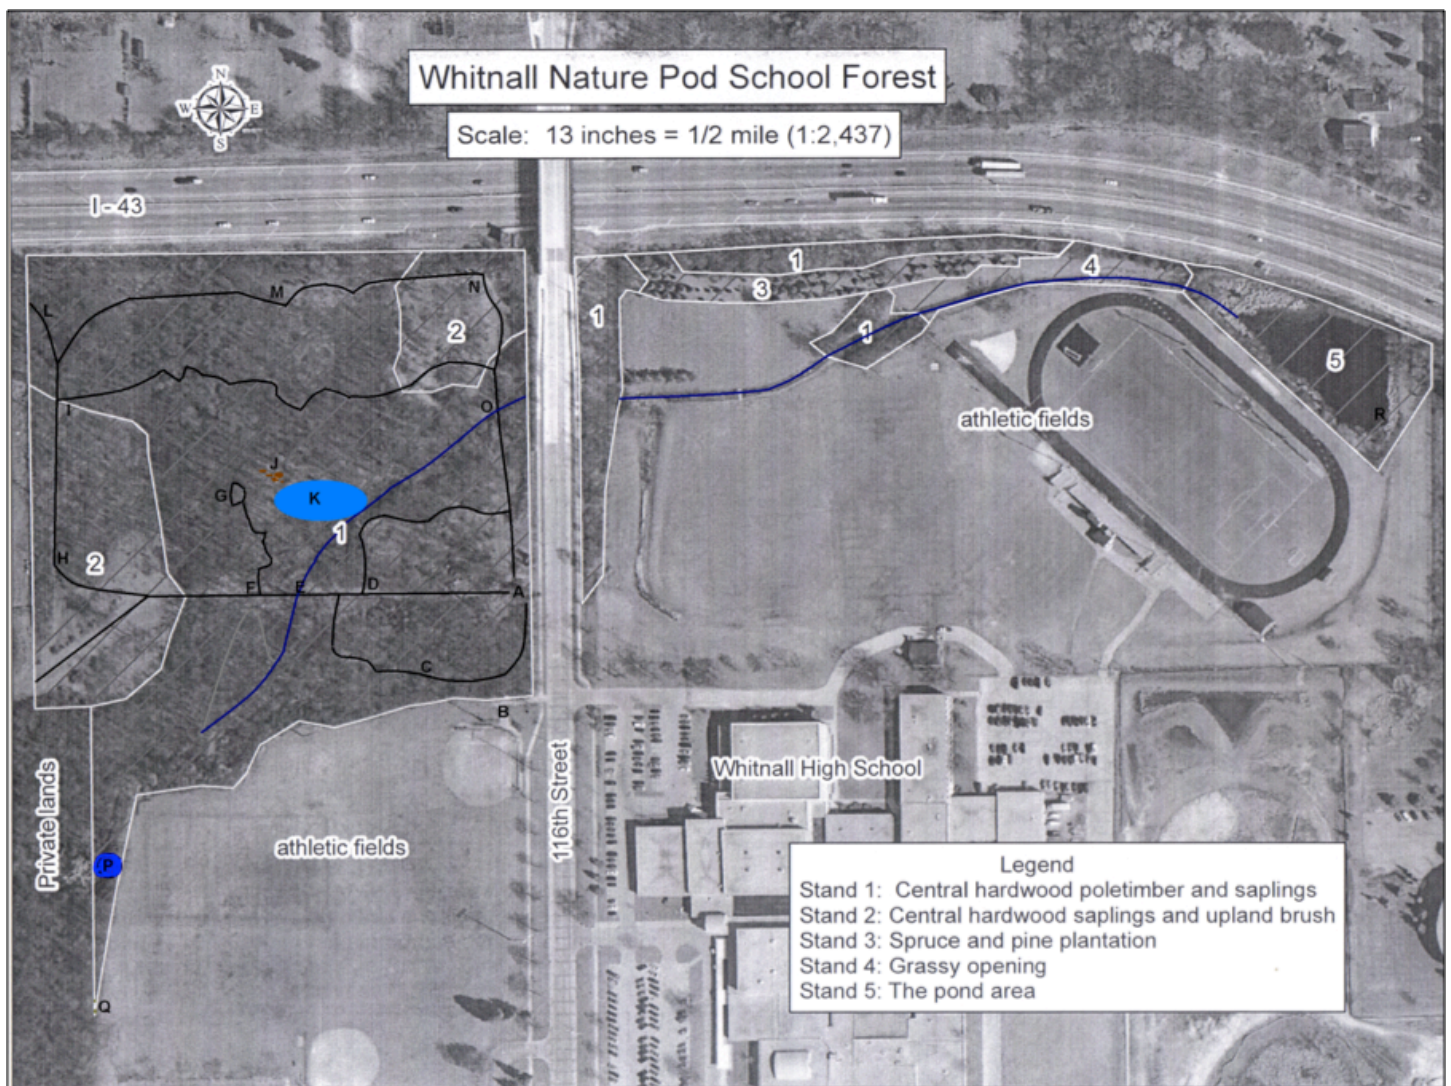 Whitnall Nature Pod School Forest
Scale:  13 inches = 1/2 mile (1:2,437)
N
W E
S
I - 43
1
4
3
1
1
5
L
M
N
2
I
O
R
athletic fields
J
G
K
1
H
2
F
E
D
A
C
B
Private lands
116th Street
Whitnall High School
athletic fields
P
Q
Legend
Stand 1:  Central hardwood poletimber and saplings
Stand 2: Central hardwood saplings and upland brush
Stand 3: Spruce and pine plantation
Stand 4: Grassy opening
Stand 5: The pond area